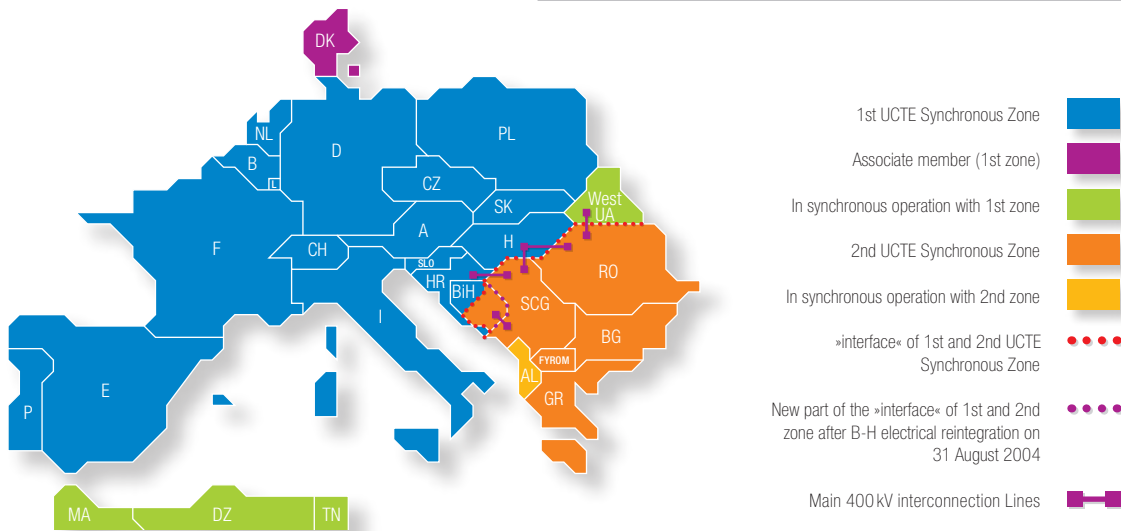 DK
NL
PL
D
B
L
CZ
West
UA
SK
F
A
CH
H
SLO
RO
HR
BiH
SCG
I
BG
FYROM
AL
E
GR
P
MA
DZ
TN
1st UCTE Synchronous Zone
Associate member (1st zone)
In synchronous operation with 1st zone
2nd UCTE Synchronous Zone
In synchronous operation with 2nd zone
»interface« of 1st and 2nd UCTE
Synchronous Zone
New part of the »interface« of 1st and 2nd
zone after B-H electrical reintegration on
31 August 2004
Main 400 kV interconnection Lines